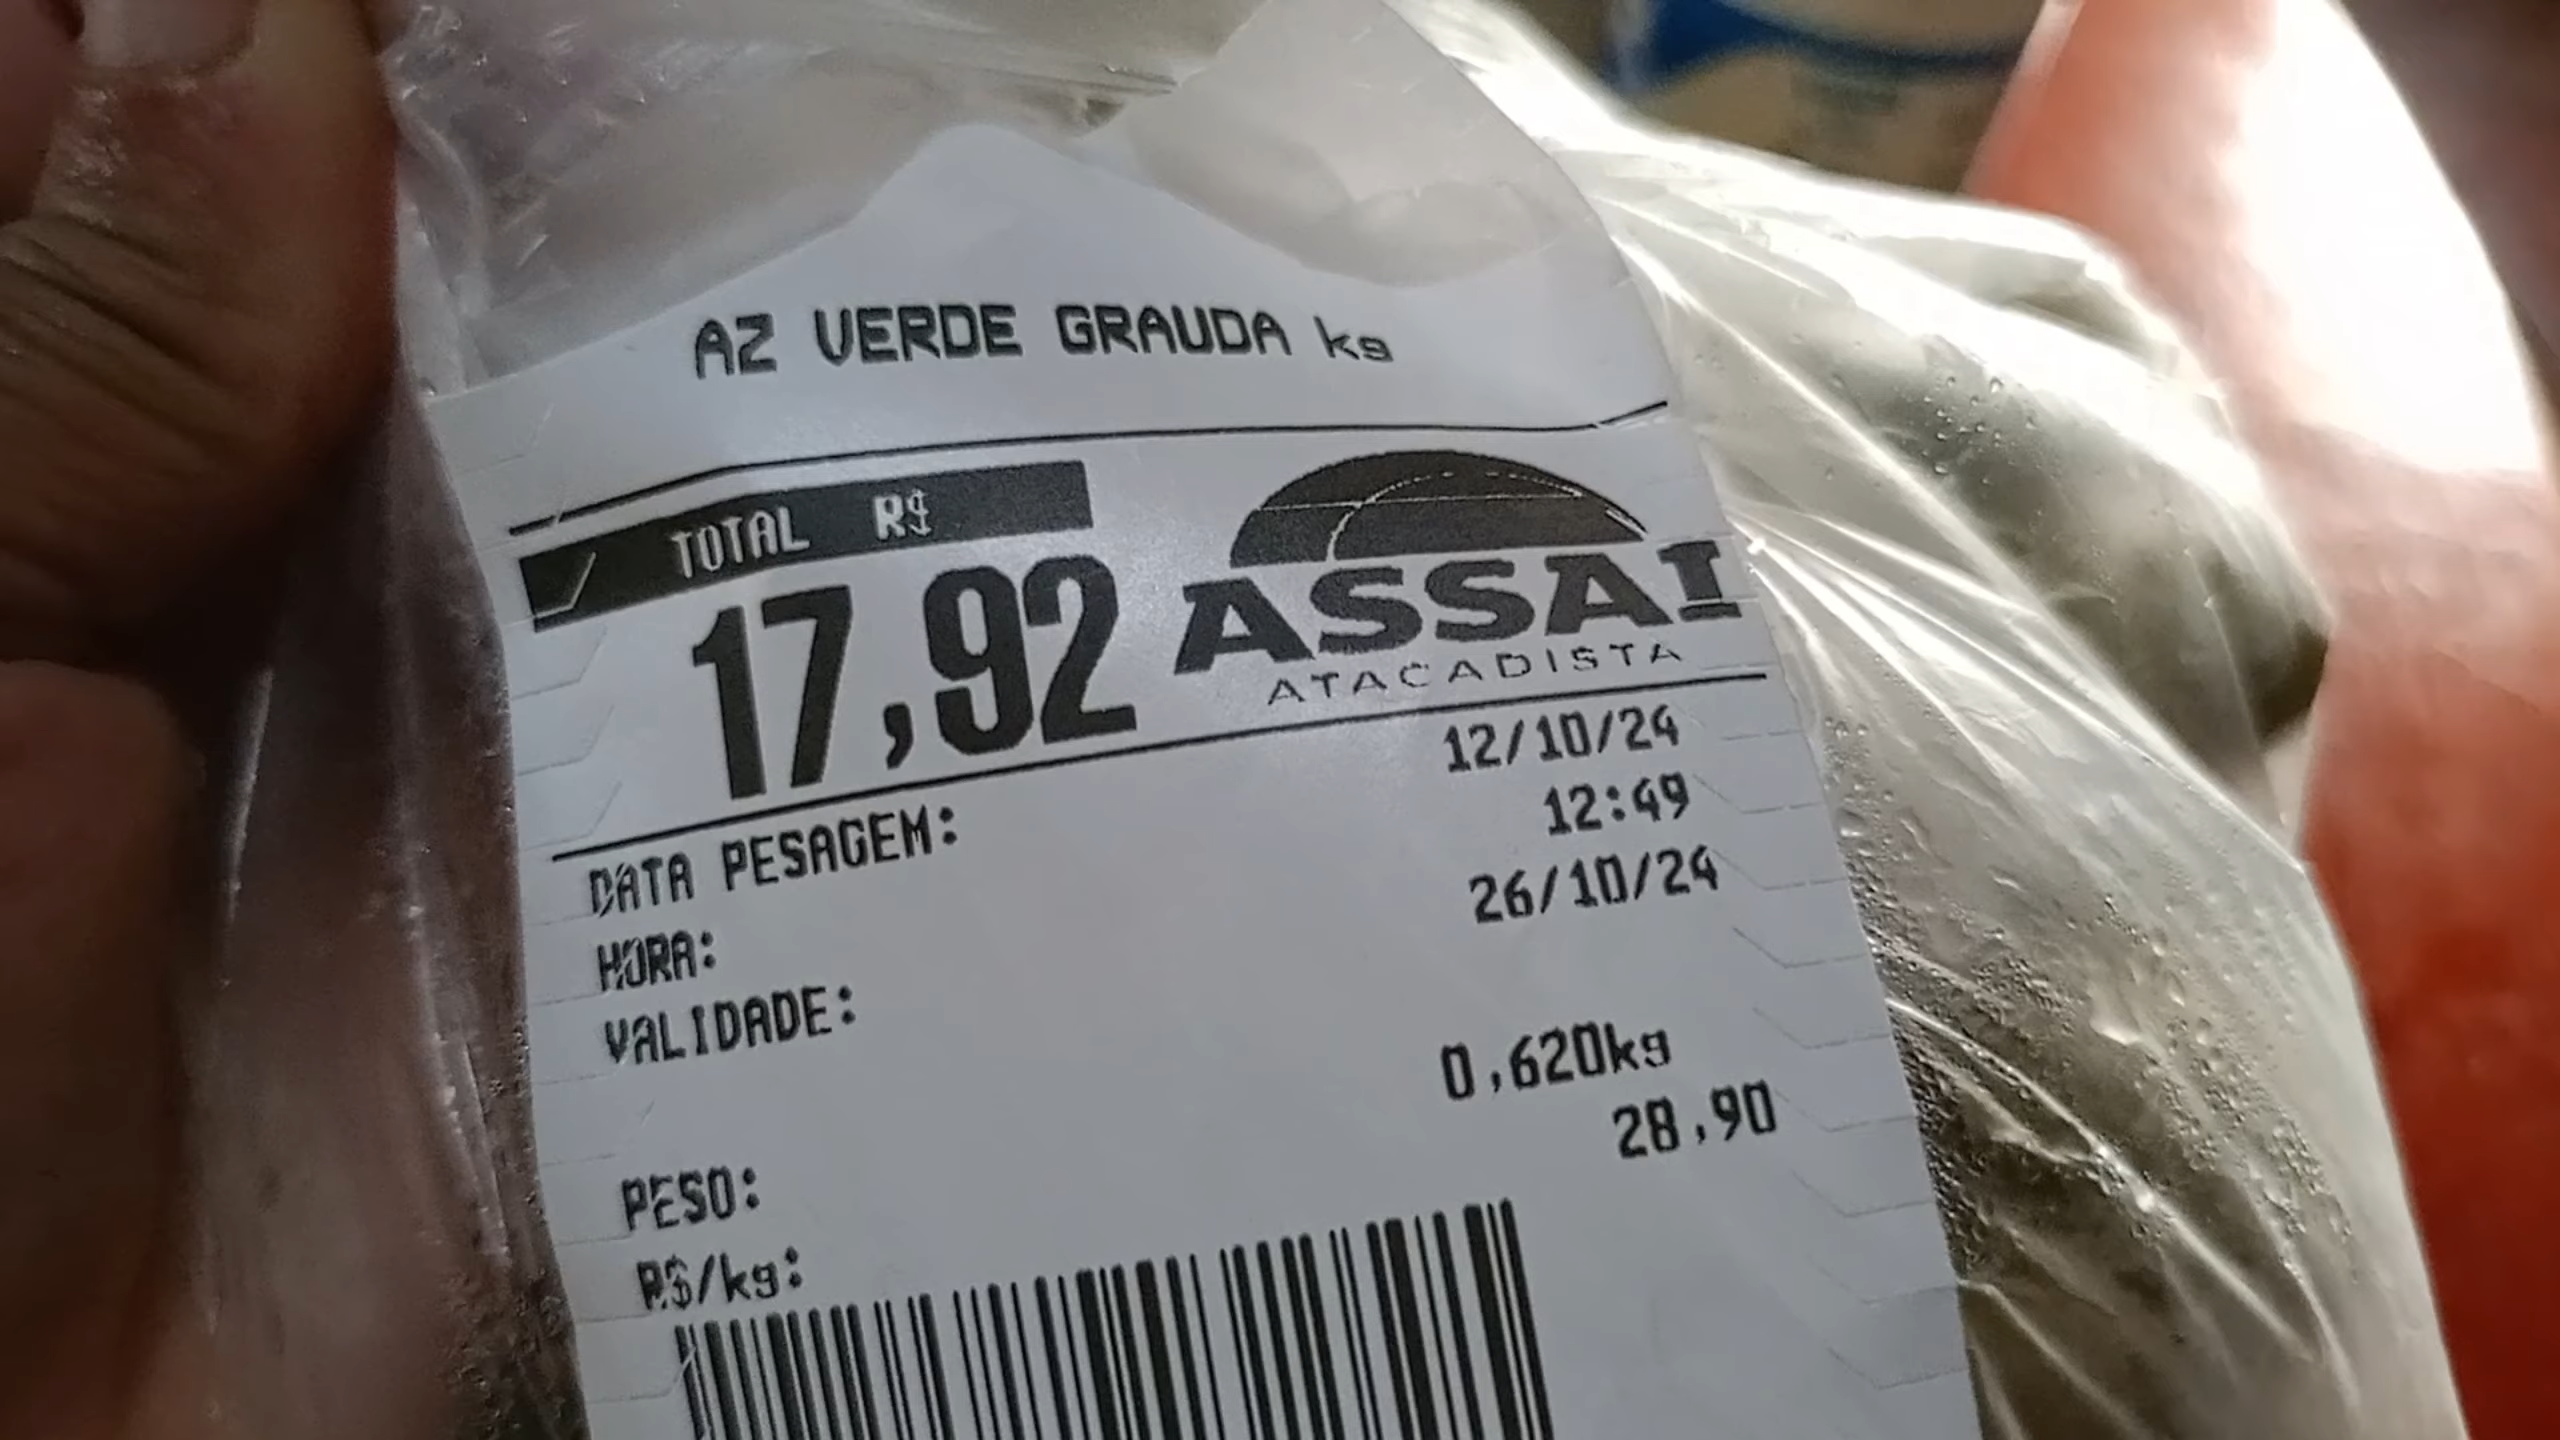 AZ VERDE GRAUDA kg
TOTAL R$
17,92
ASSAI
ATACADISTA
DATA PESAGEM: 12/10/24
HORA: 12:49
VALIDADE: 26/10/24
PESO: 0,620kg
R$/kg: 28,90